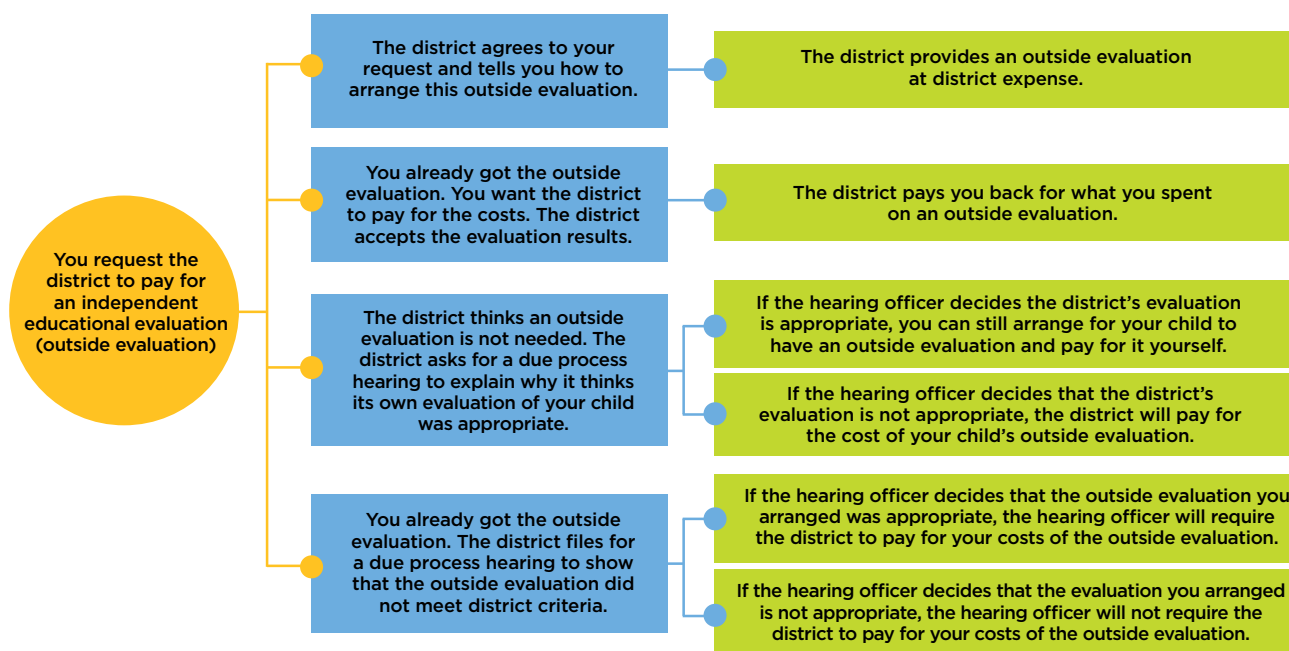 You request the
district to pay for
an independent
educational evaluation
(outside evaluation)
The district agrees to your
request and tells you how to
arrange this outside evaluation.
The district provides an outside evaluation
at district expense.
You already got the outside
evaluation. You want the district
to pay for the costs. The district
accepts the evaluation results.
The district pays you back for what you spent
on an outside evaluation.
The district thinks an outside
evaluation is not needed. The
district asks for a due process
hearing to explain why it thinks
its own evaluation of your child
was appropriate.
If the hearing officer decides the district’s evaluation
is appropriate, you can still arrange for your child to
have an outside evaluation and pay for it yourself.
If the hearing officer decides that the district’s
evaluation is not appropriate, the district will pay for
the cost of your child’s outside evaluation.
You already got the outside
evaluation. The district files for
a due process hearing to show
that the outside evaluation did
not meet district criteria.
If the hearing officer decides that the outside evaluation you
arranged was appropriate, the hearing officer will require
the district to pay for your costs of the outside evaluation.
If the hearing officer decides that the evaluation you arranged
is not appropriate, the hearing officer will not require the
district to pay for your costs of the outside evaluation.